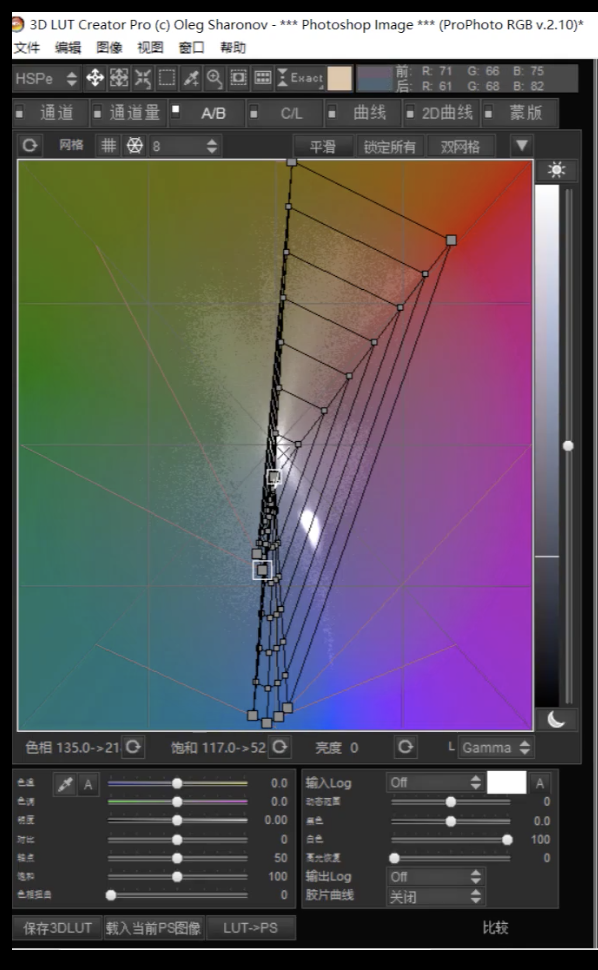 3D LUT Creator Pro (c) Oleg Sharonov - *** Photoshop Image *** (ProPhoto RGB v.2.10)*
文件 编辑 图像 视图 窗口 帮助
HSPe Exact 前: R: 71 G: 66 B: 75
后: R: 61 G: 68 B: 82
通道 通道量 A/B C/L 曲线 2D曲线 蒙版
网格 8 平滑 锁定所有 双网格
色相 135.0->21 饱和 117.0->52 亮度 0 L Gamma
色温 A 0.0 输入Log Off A
色调 0.0 动态范围 0
0.00 黑色 0.0
对比 0 白色 100
轴点 50 高光恢复 0
饱和 100 输出Log Off
0 胶片曲线 关闭
保存3DLUT 载入当前PS图像 LUT->PS 比较